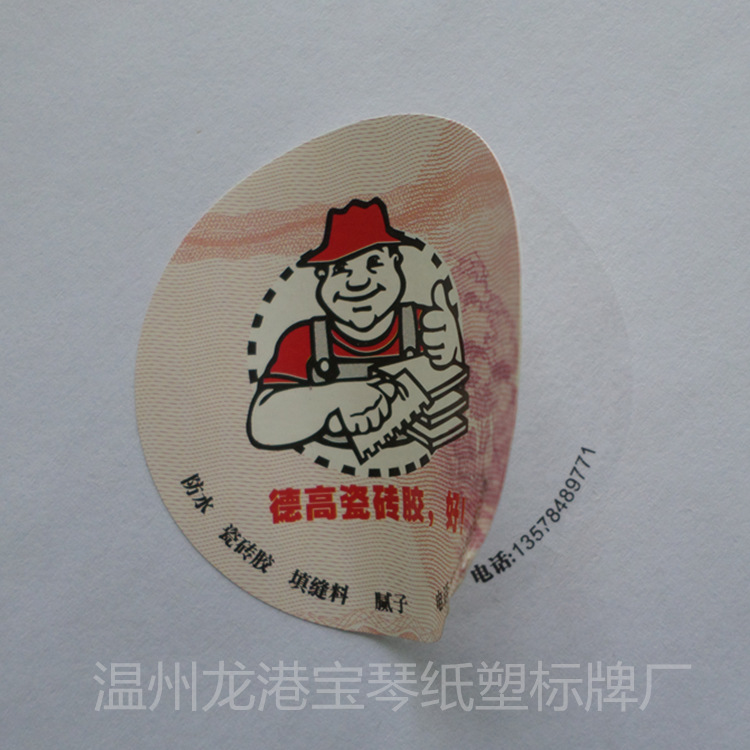 德高瓷砖胶，好！
防水 瓷砖胶 填缝料 腻子
电话:13578489771
温州龙港宝琴纸塑标牌厂